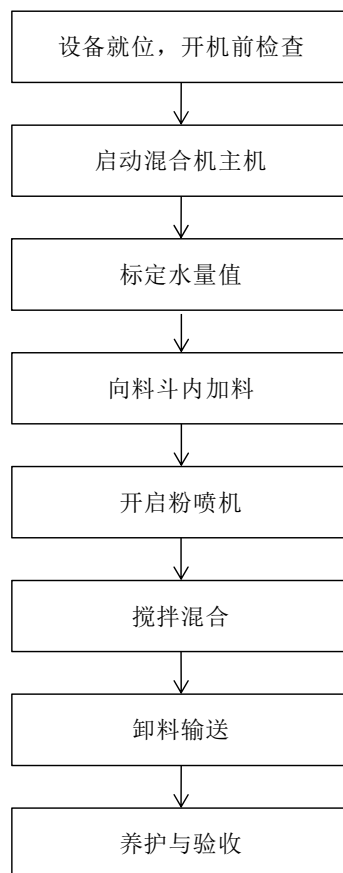 设备就位，开机前检查
启动混合机主机
标定水量值
向料斗内加料
开启粉喷机
搅拌混合
卸料输送
养护与验收